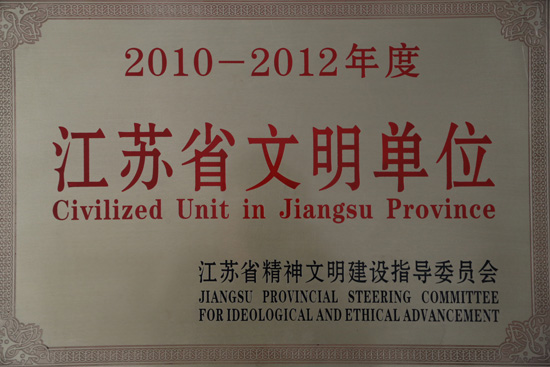 2010－2012年度
江苏省文明单位
Civilized Unit in Jiangsu Province
江苏省精神文明建设指导委员会
JIANGSU PROVINCIAL STEERING COMMITTEE
FOR IDEOLOGICAL AND ETHICAL ADVANCEMENT